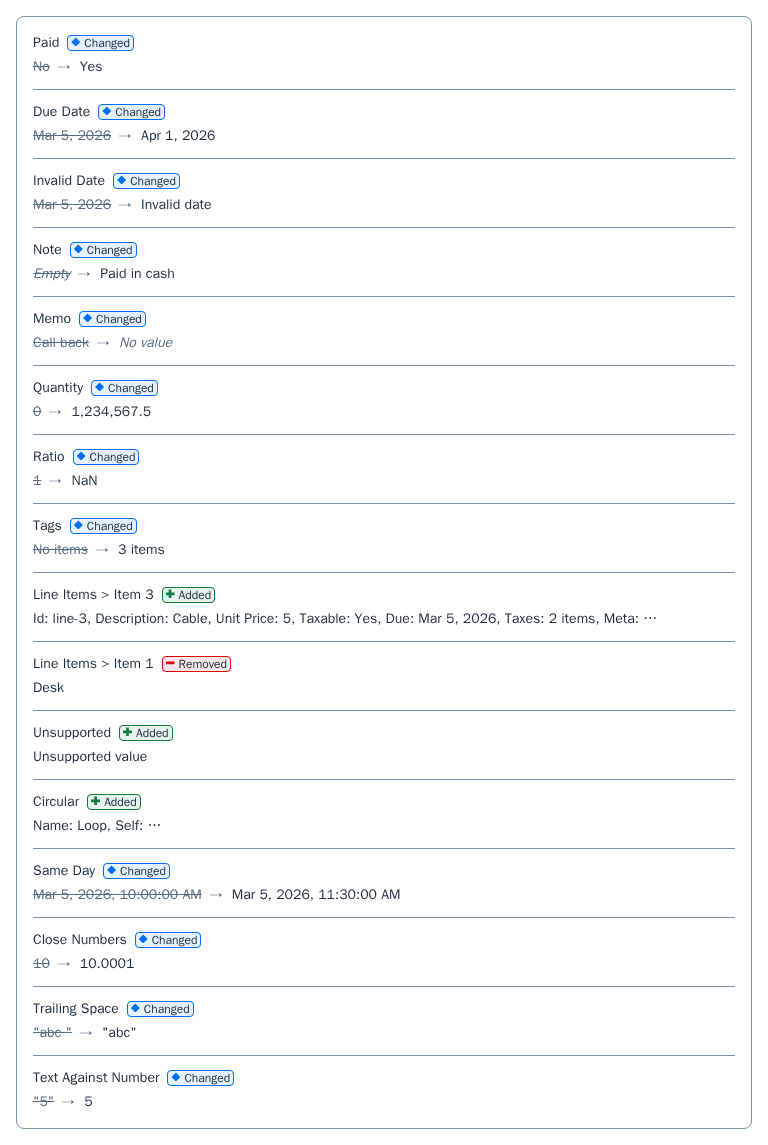 Paid Changed
No → Yes
Due Date Changed
Mar 5, 2026 → Apr 1, 2026
Invalid Date Changed
Mar 5, 2026 → Invalid date
Note Changed
Empty → Paid in cash
Memo Changed
Call back → No value
Quantity Changed
0 → 1,234,567.5
Ratio Changed
1 → NaN
Tags Changed
No items → 3 items
Line Items > Item 3 Added
Id: line-3, Description: Cable, Unit Price: 5, Taxable: Yes, Due: Mar 5, 2026, Taxes: 2 items, Meta: ⋯
Line Items > Item 1 Removed
Desk
Unsupported Added
Unsupported value
Circular Added
Name: Loop, Self: ⋯
Same Day Changed
Mar 5, 2026, 10:00:00 AM → Mar 5, 2026, 11:30:00 AM
Close Numbers Changed
10 → 10.0001
Trailing Space Changed
"abc " → "abc"
Text Against Number Changed
"5" → 5